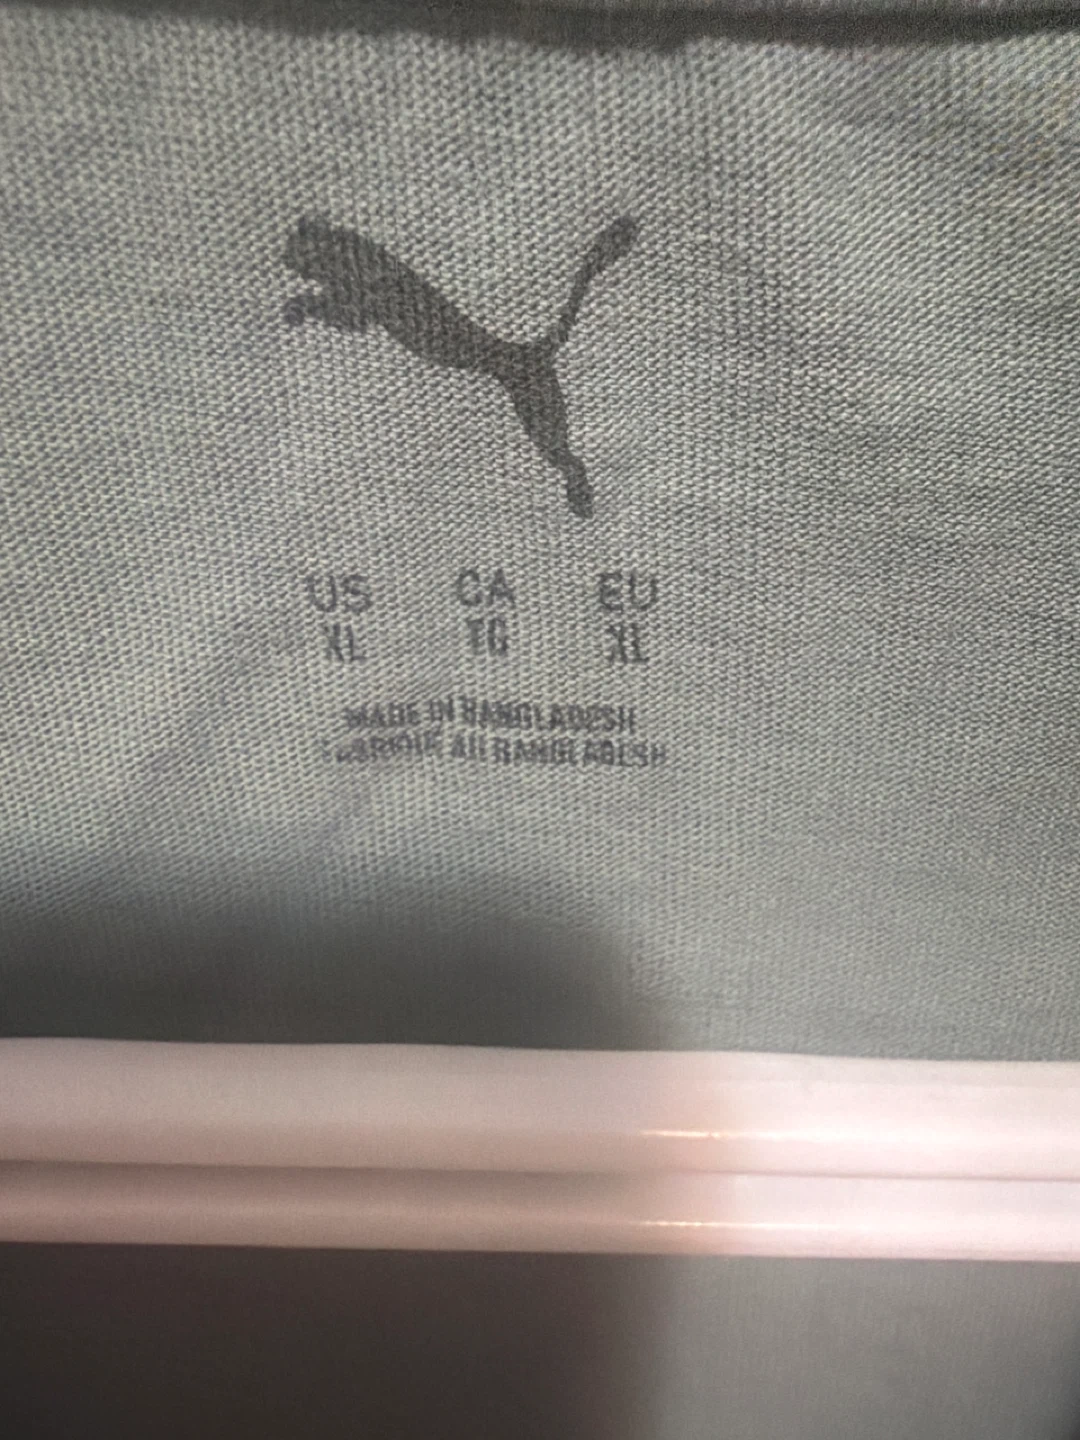 US CA EU
XL TG XL
MADE IN BANGLADESH
FABRIQUÉ AU BANGLADESH